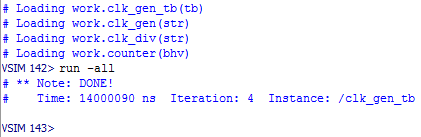 # Loading work.clk_gen_tb(tb)
# Loading work.clk_gen(str)
# Loading work.clk_div(str)
# Loading work.counter(bhv)
VSIM 142> run -all
# ** Note: DONE!
#    Time: 14000090 ns  Iteration: 4  Instance: /clk_gen_tb
VSIM 143>